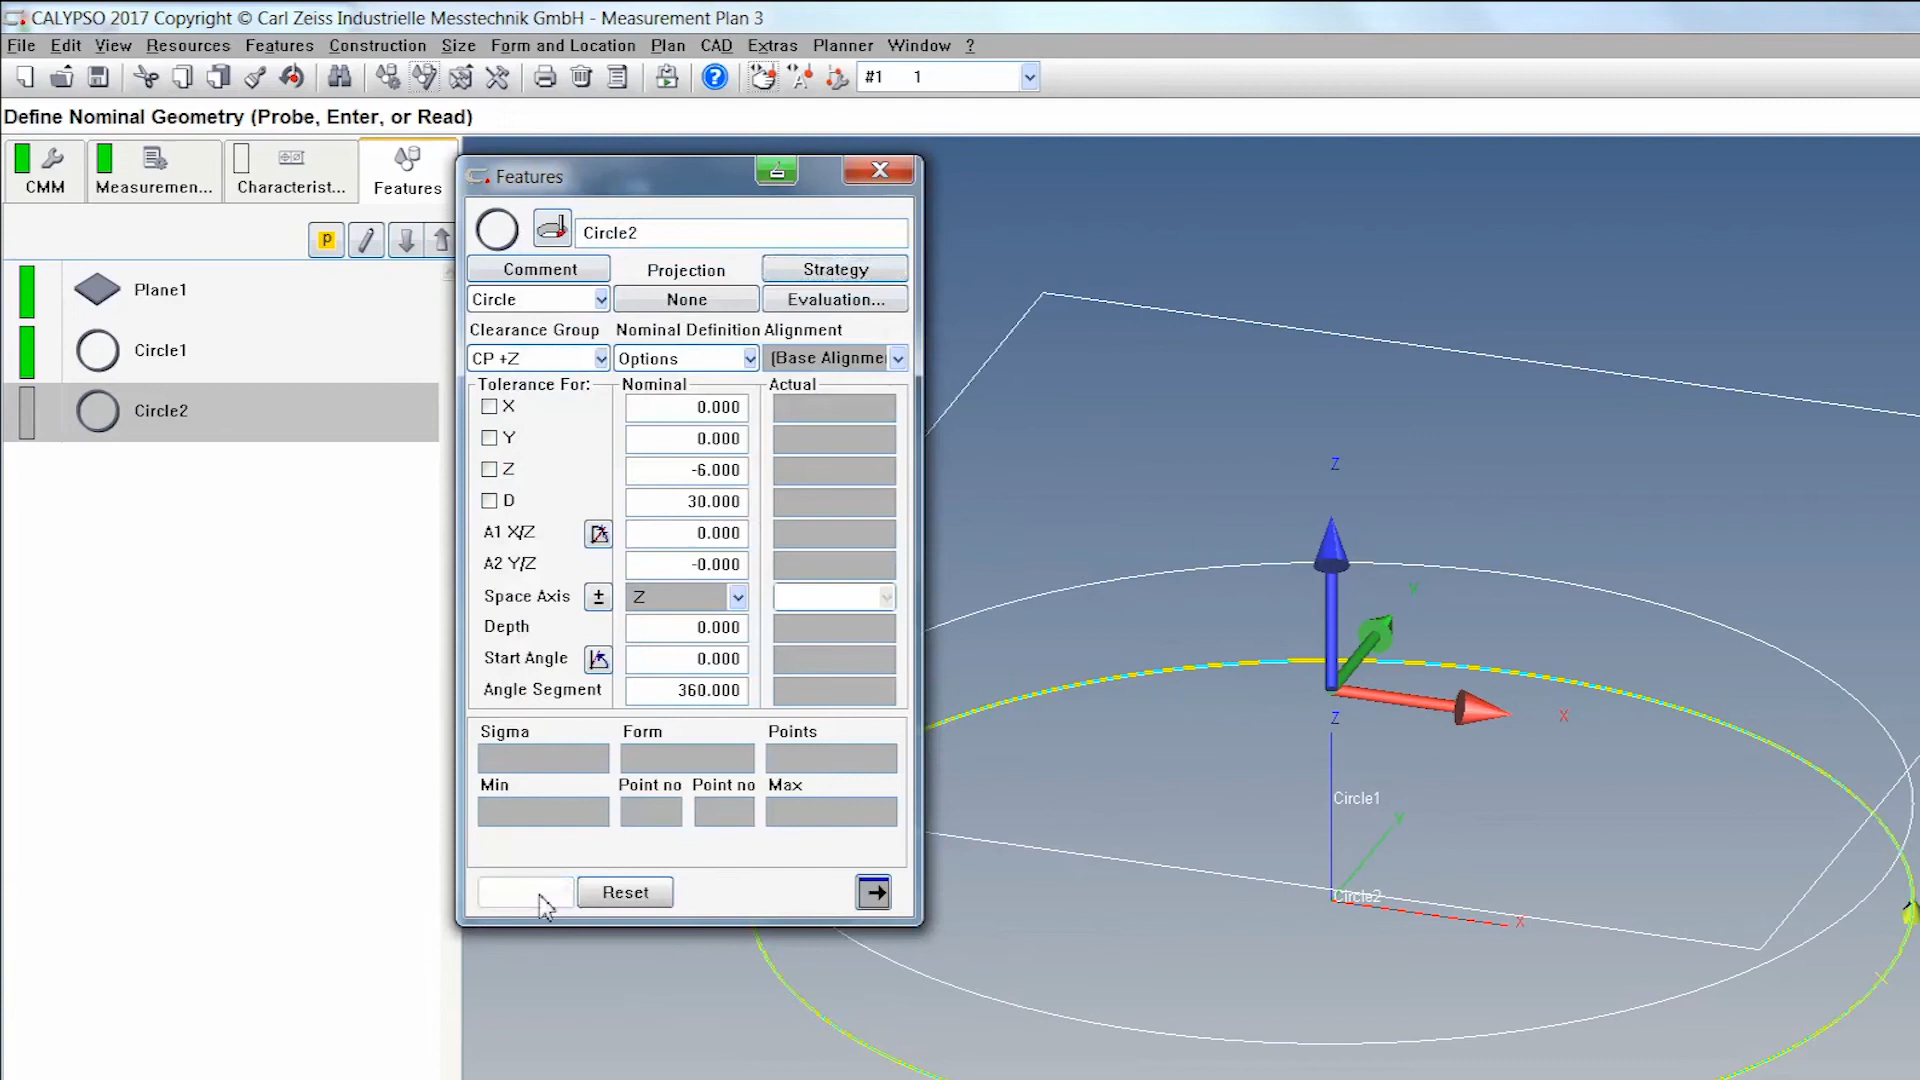 CALYPSO 2017 Copyright © Carl Zeiss Industrielle Messtechnik GmbH - Measurement Plan 3
File Edit View Resources Features Construction Size Form and Location Plan CAD Extras Planner Window ?
#1 1
Define Nominal Geometry (Probe, Enter, or Read)
CMM Measuremen... Characterist... Features
P
Plane1
Circle1
Circle2
Features
Circle2
Comment Projection Strategy
Circle None Evaluation...
Clearance Group Nominal Definition Alignment
CP +Z Options (Base Alignme
Tolerance For: Nominal Actual
X 0.000
Y 0.000
Z -6.000
D 30.000
A1 X/Z 0.000
A2 Y/Z -0.000
Space Axis ± Z
Depth 0.000
Start Angle 0.000
Angle Segment 360.000
Sigma Form Points
Min Point no Point no Max
Reset
Z
Y
X
Z
Circle1
Y
Circle2
X